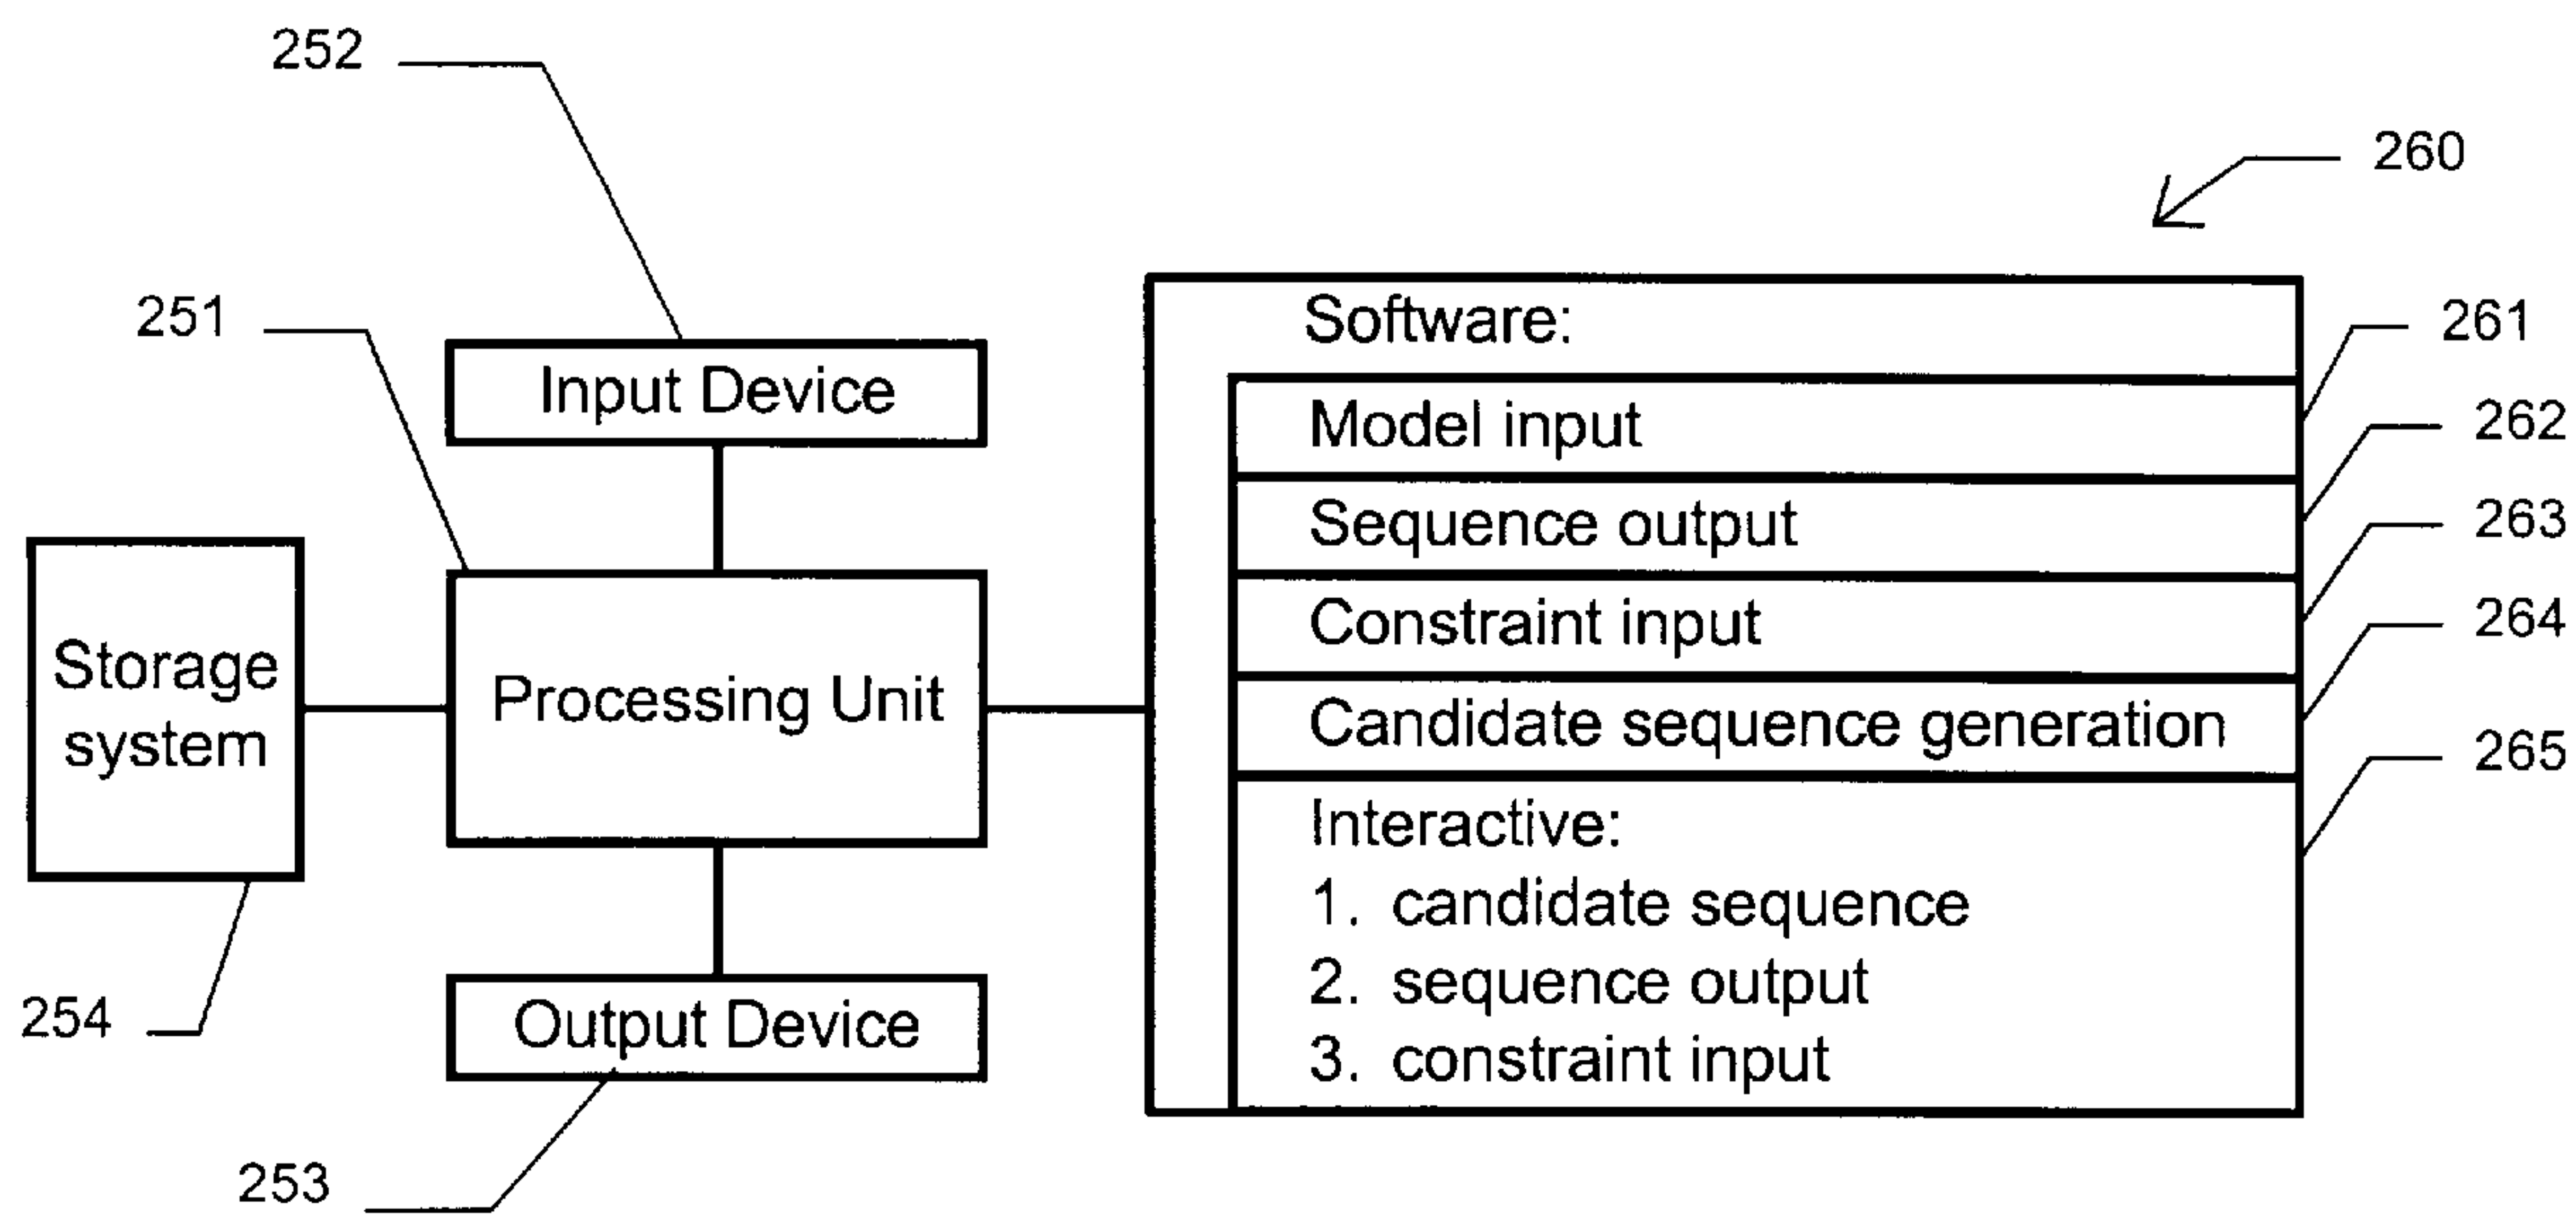 252
260
251
Software:
261
Input Device
Model input
262
Sequence output
263
Constraint input
264
Storage
system
Processing Unit
Candidate sequence generation
265
Interactive:
1. candidate sequence
2. sequence output
3. constraint input
254
Output Device
253